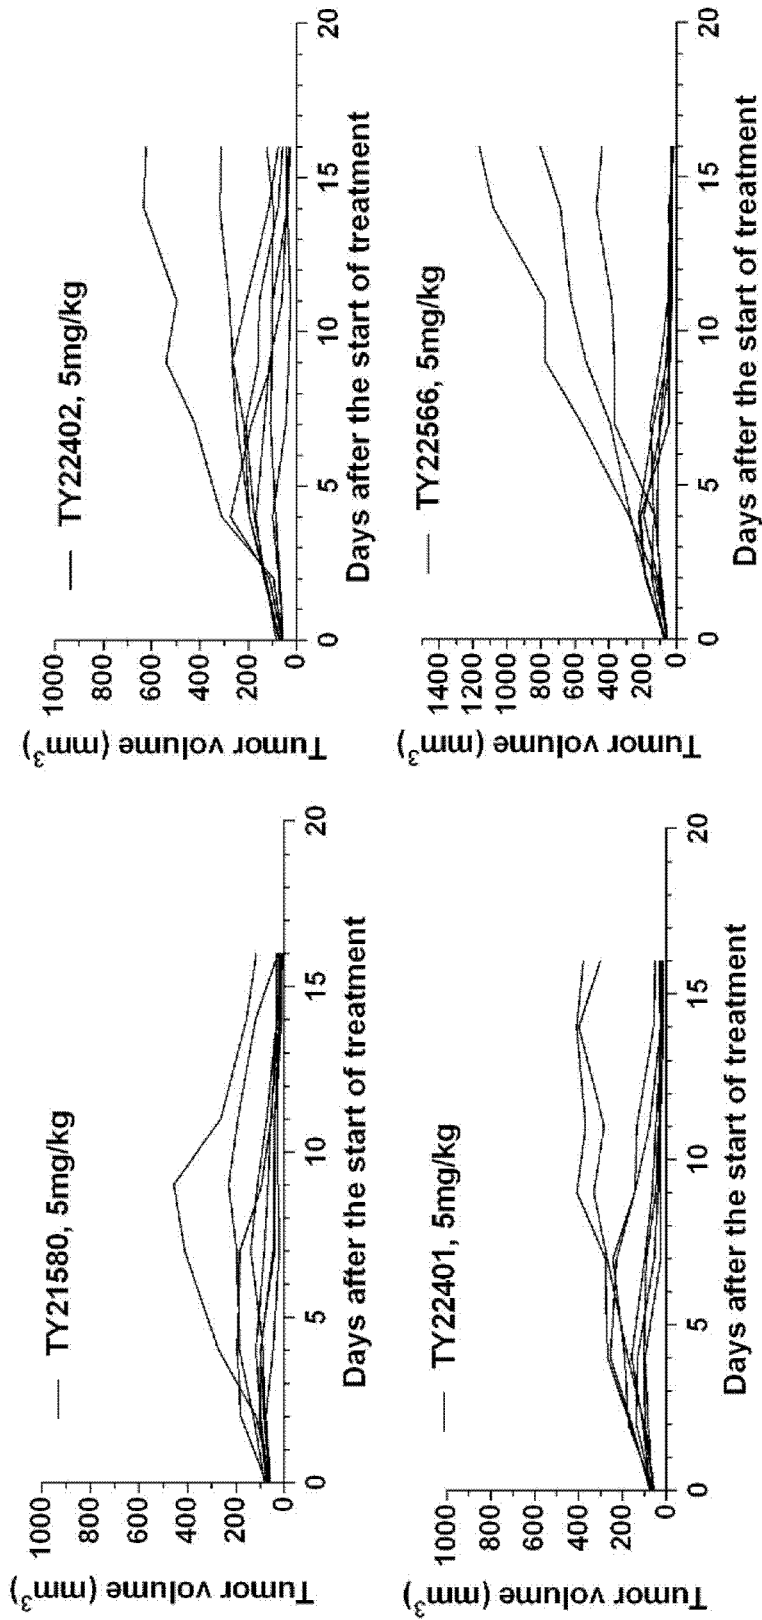 TY21580, 5mg/kg
Tumor volume (mm³)
1000
800
600
400
200
0
0 5 10 15 20
Days after the start of treatment
TY22402, 5mg/kg
Tumor volume (mm³)
1000
800
600
400
200
0
0 5 10 15 20
Days after the start of treatment
TY22401, 5mg/kg
Tumor volume (mm³)
1000
800
600
400
200
0
0 5 10 15 20
Days after the start of treatment
TY22566, 5mg/kg
Tumor volume (mm³)
1400
1200
1000
800
600
400
200
0
0 5 10 15 20
Days after the start of treatment